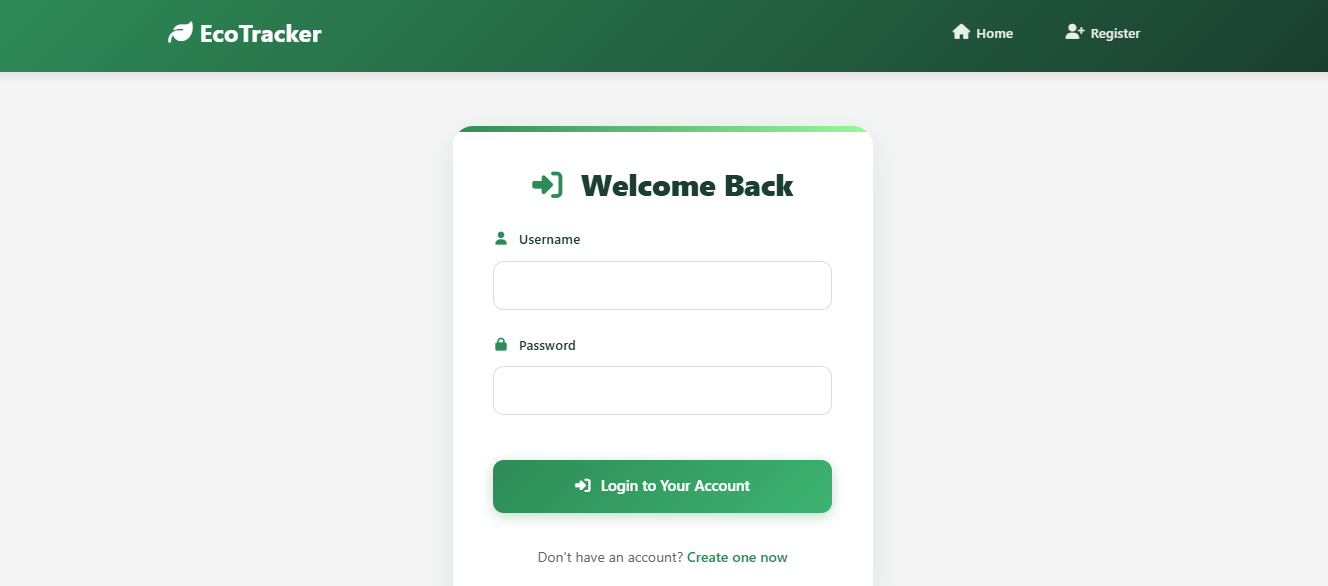 EcoTracker
Home
Register
Welcome Back
Username
Password
Login to Your Account
Don't have an account? Create one now